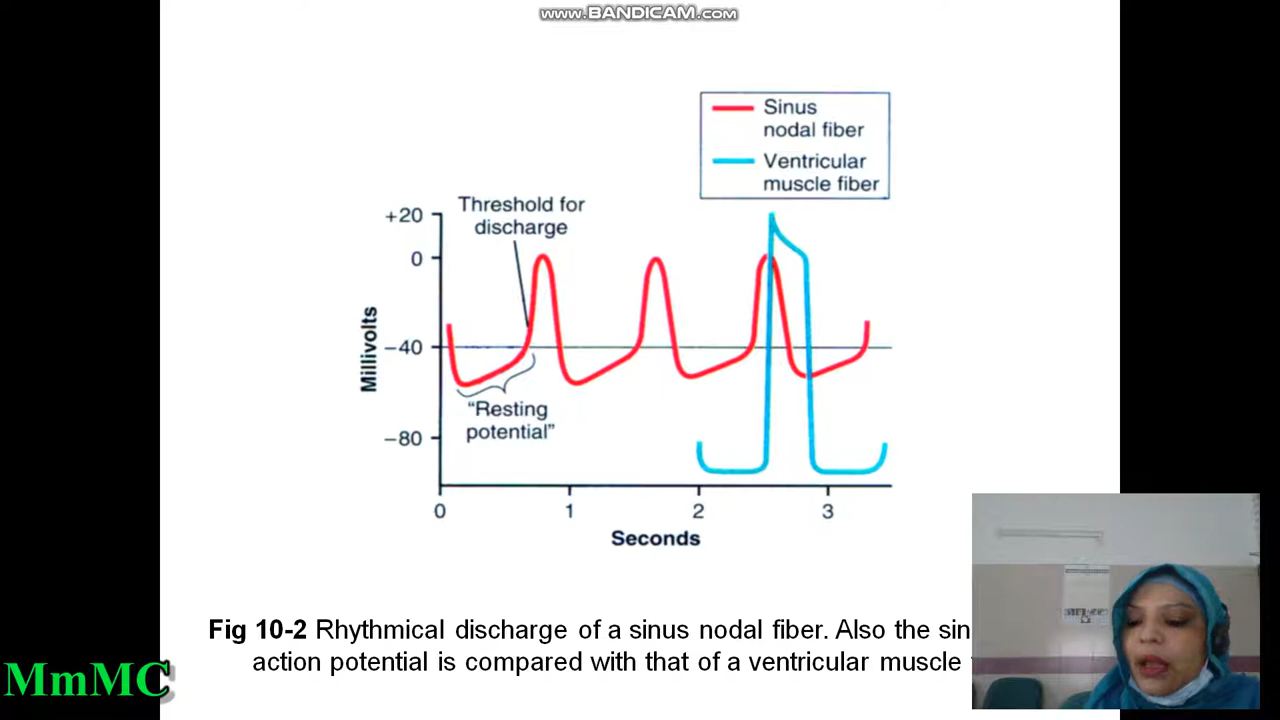 www.BANDICAM.com
Sinus
nodal fiber
Ventricular
muscle fiber
Threshold for
discharge
+20
0
−40
−80
Millivolts
“Resting
potential”
0 1 2 3
Seconds
Fig 10-2 Rhythmical discharge of a sinus nodal fiber. Also the sin
action potential is compared with that of a ventricular muscle
MmMC